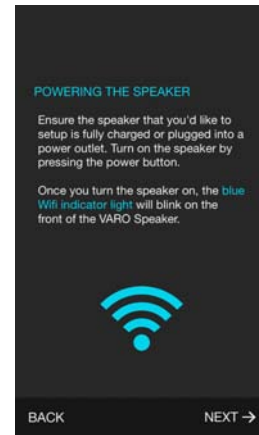 POWERING THE SPEAKER
Ensure the speaker that you'd like to
setup is fully charged or plugged into a
power outlet. Turn on the speaker by
pressing the power button.
Once you turn the speaker on, the blue
Wifi indicator light will blink on the
front of the VARO Speaker.
BACK NEXT →